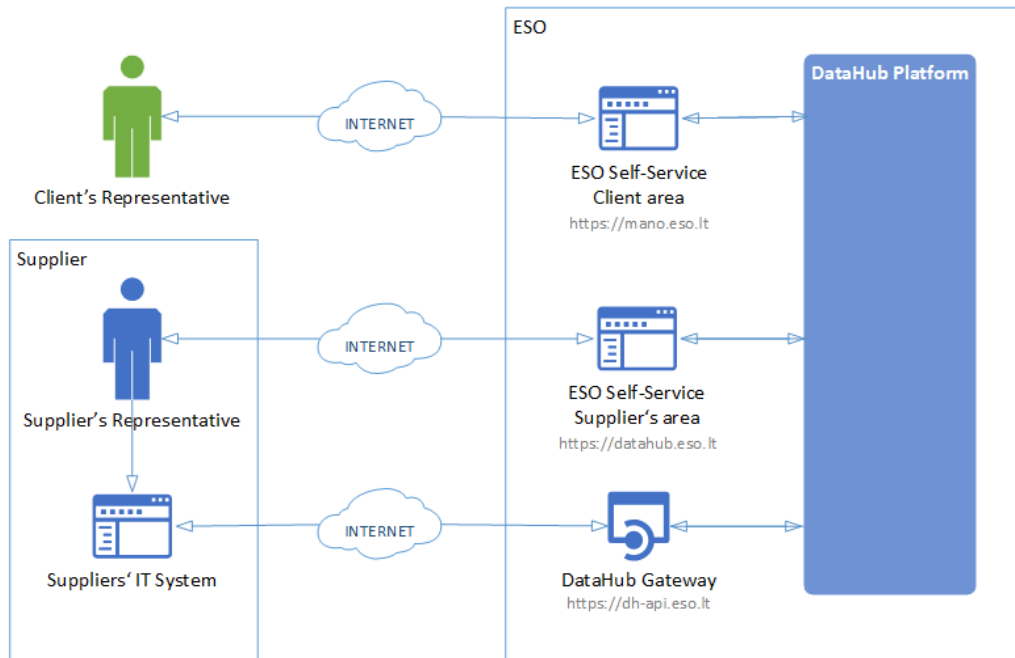 ESO
DataHub Platform
INTERNET
ESO Self-Service
Client area
https://mano.eso.lt
Client’s Representative
Supplier
INTERNET
Supplier’s Representative
ESO Self-Service
Supplier‘s area
https://datahub.eso.lt
INTERNET
Suppliers‘ IT System
DataHub Gateway
https://dh-api.eso.lt